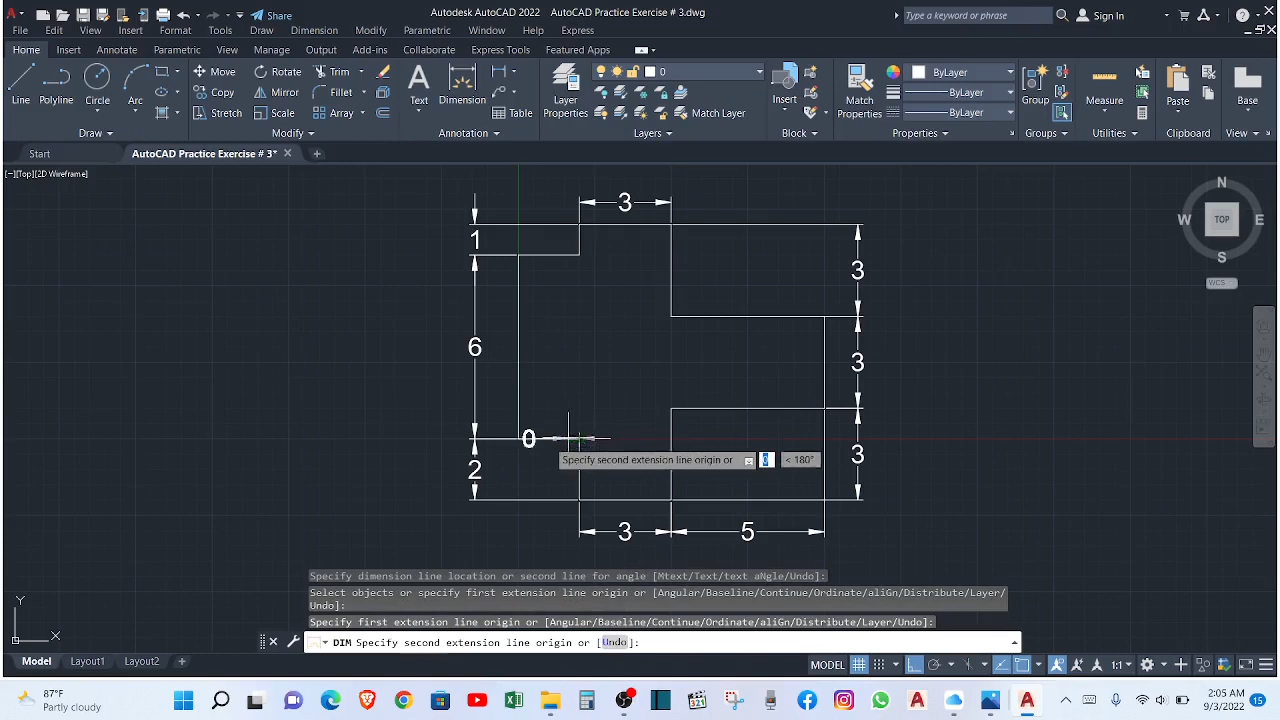 Share
Autodesk AutoCAD 2022 AutoCAD Practice Exercise # 3.dwg
Type a keyword or phrase
Sign In
File Edit View Insert Format Tools Draw Dimension Modify Parametric Window Help Express
Home Insert Annotate Parametric View Manage Output Add-ins Collaborate Express Tools Featured Apps
Line Polyline Circle Arc
Move Rotate Trim
Copy Mirror Fillet
Stretch Scale Array
Text Dimension Table
Layer Properties
0
Match Layer
Insert
Match Properties
ByLayer
ByLayer
ByLayer
Group
Measure
Paste
Base
Draw Modify Annotation Layers Block Properties Groups Utilities Clipboard View
Start AutoCAD Practice Exercise # 3*
[−][Top][2D Wireframe]
N
W TOP E
S
WCS
3
1
3
6
3
0
2
3
3 5
Specify second extension line origin or 0 < 180°
Specify dimension line location or second line for angle [Mtext/Text/text aNgle/Undo]:
Select objects or specify first extension line origin or [Angular/Baseline/Continue/Ordinate/aliGn/Distribute/Layer/
Undo]:
Specify first extension line origin or [Angular/Baseline/Continue/Ordinate/aliGn/Distribute/Layer/Undo]:
DIM Specify second extension line origin or [Undo]:
Y
X
Model Layout1 Layout2
MODEL 1:1
87°F
Partly cloudy
321
2:05 AM
9/3/2022
15